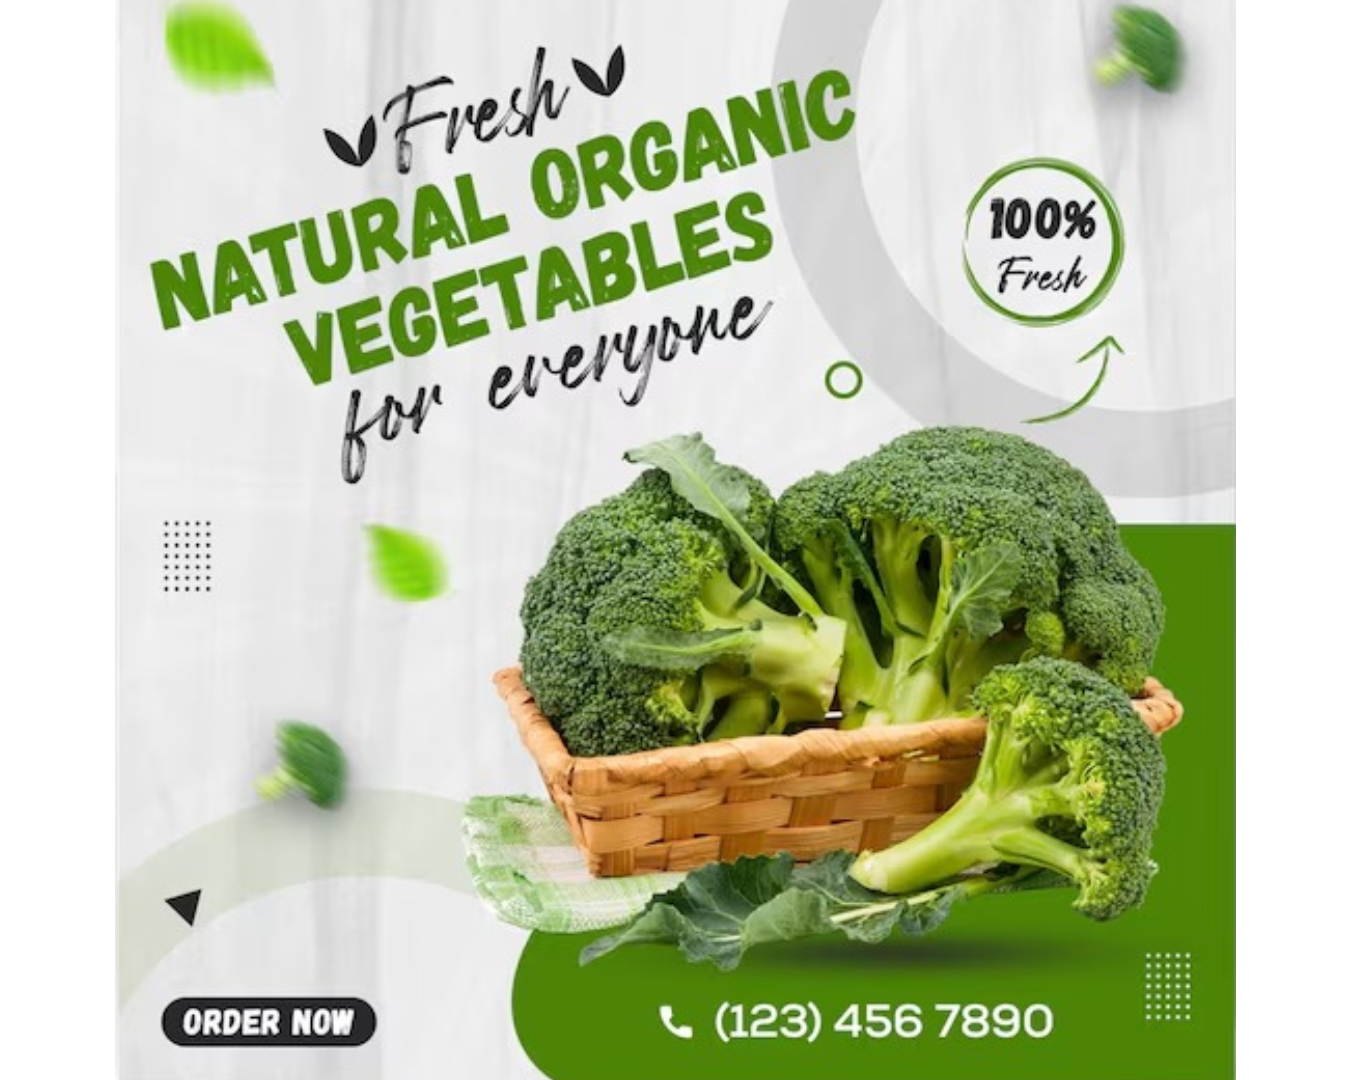 Fresh
NATURAL ORGANIC
VEGETABLES
for everyone
100%
Fresh
ORDER NOW
(123) 456 7890